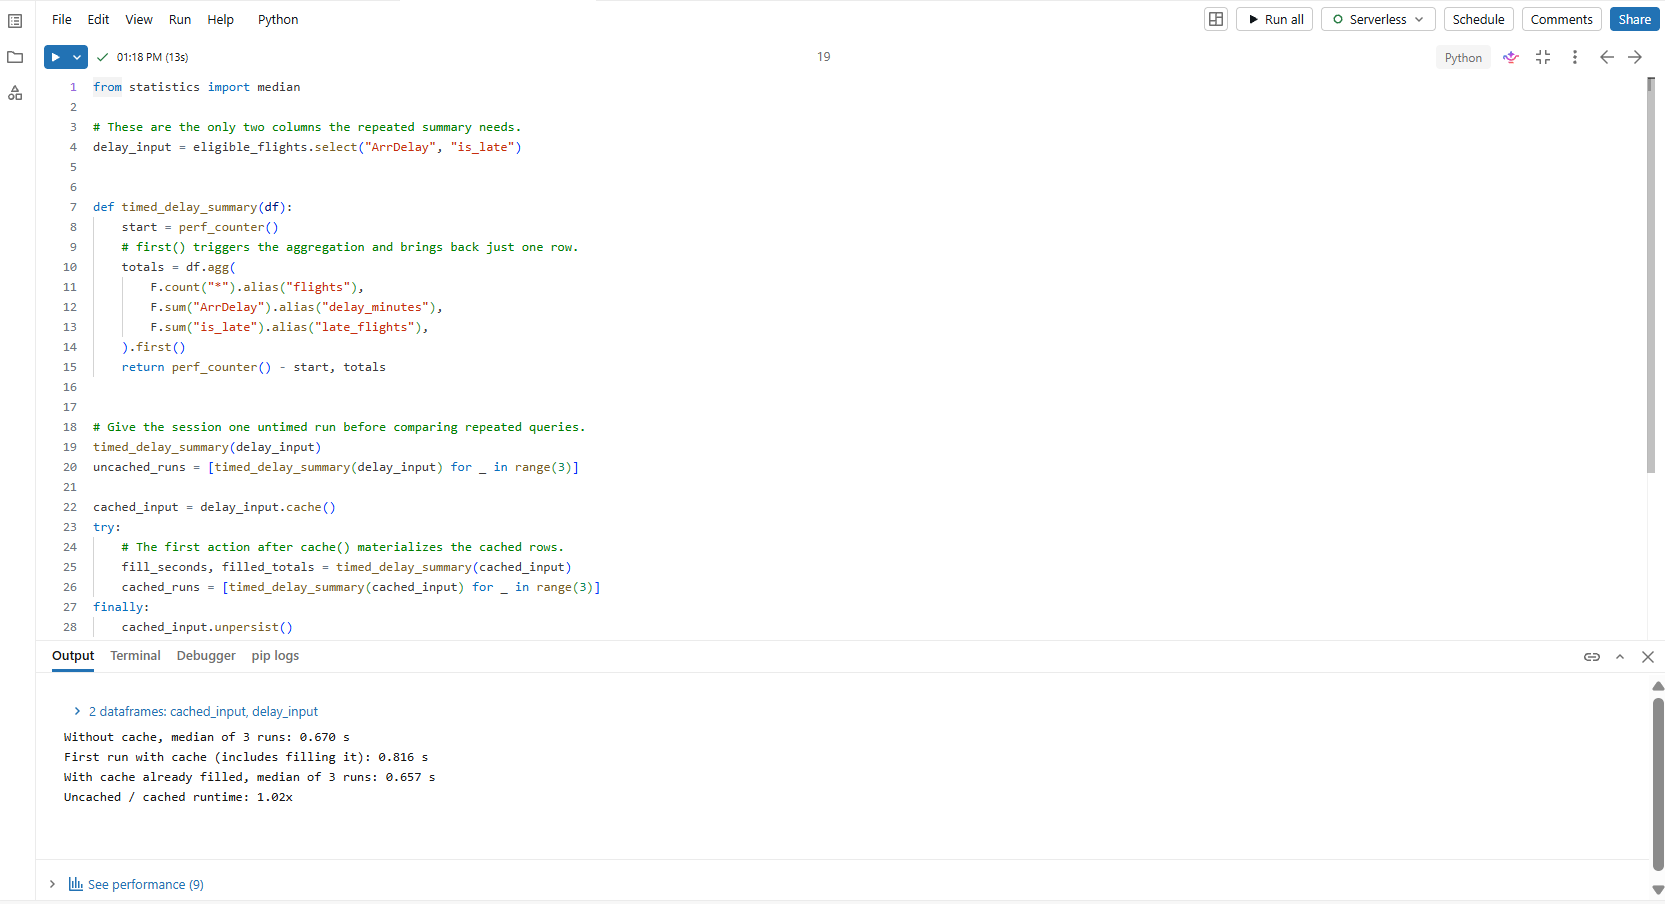 File Edit View Run Help Python Run all Serverless Schedule Comments Share
01:18 PM (13s) 19 Python
1 from statistics import median
2
3 # These are the only two columns the repeated summary needs.
4 delay_input = eligible_flights.select("ArrDelay", "is_late")
5
6
7 def timed_delay_summary(df):
8 start = perf_counter()
9 # first() triggers the aggregation and brings back just one row.
10 totals = df.agg(
11 F.count("*").alias("flights"),
12 F.sum("ArrDelay").alias("delay_minutes"),
13 F.sum("is_late").alias("late_flights"),
14 ).first()
15 return perf_counter() - start, totals
16
17
18 # Give the session one untimed run before comparing repeated queries.
19 timed_delay_summary(delay_input)
20 uncached_runs = [timed_delay_summary(delay_input) for _ in range(3)]
21
22 cached_input = delay_input.cache()
23 try:
24 # The first action after cache() materializes the cached rows.
25 fill_seconds, filled_totals = timed_delay_summary(cached_input)
26 cached_runs = [timed_delay_summary(cached_input) for _ in range(3)]
27 finally:
28 cached_input.unpersist()
Output Terminal Debugger pip logs
2 dataframes: cached_input, delay_input
Without cache, median of 3 runs: 0.670 s
First run with cache (includes filling it): 0.816 s
With cache already filled, median of 3 runs: 0.657 s
Uncached / cached runtime: 1.02x
See performance (9)